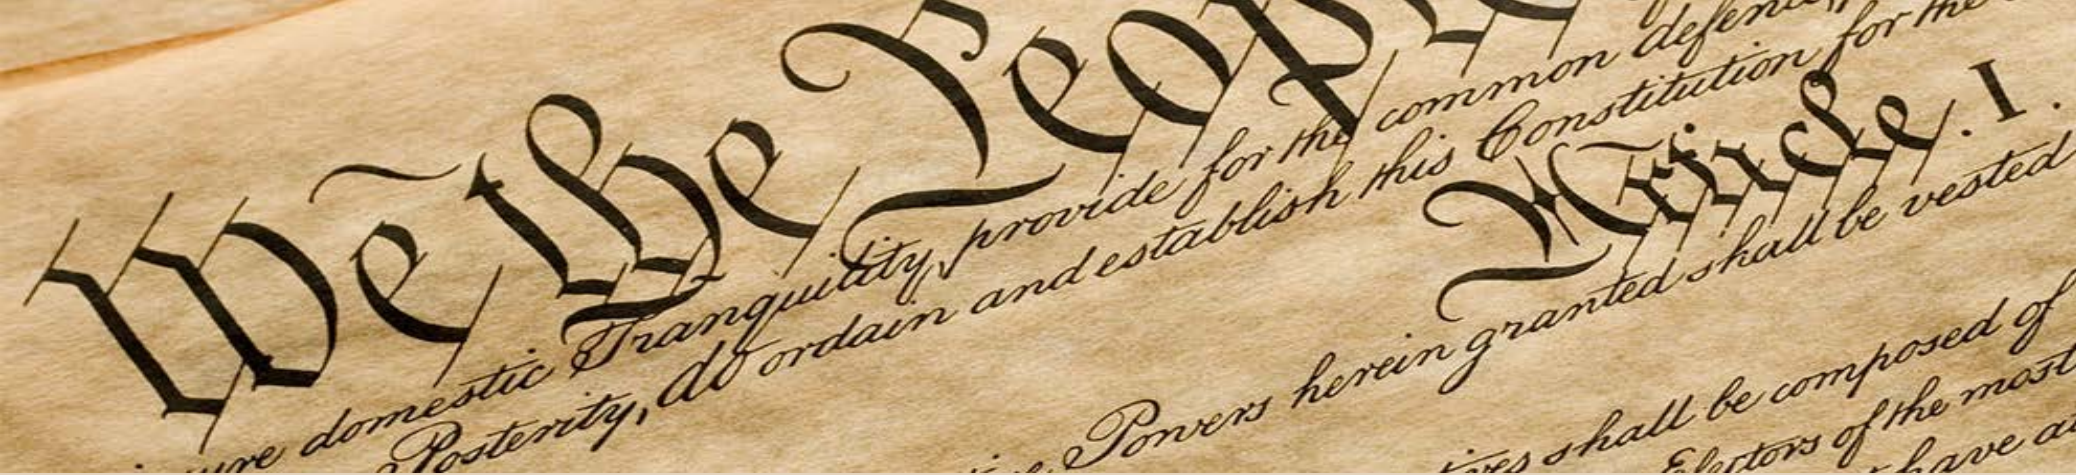 We the People
domestic Tranquility, provide for the common defence,
Posterity, do ordain and establish this Constitution for the
Article. I.
Powers herein granted shall be vested
shall be composed of
Electors of the most
have